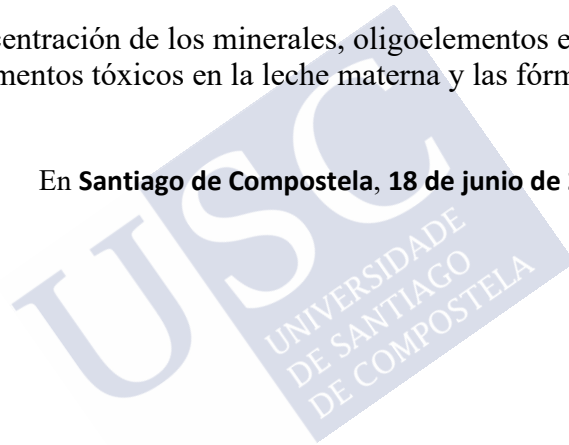 entración de los minerales, oligoelementos e
mentos tóxicos en la leche materna y las fórm
En Santiago de Compostela, 18 de junio de
USC
UNIVERSIDADE
DE SANTIAGO
DE COMPOSTELA